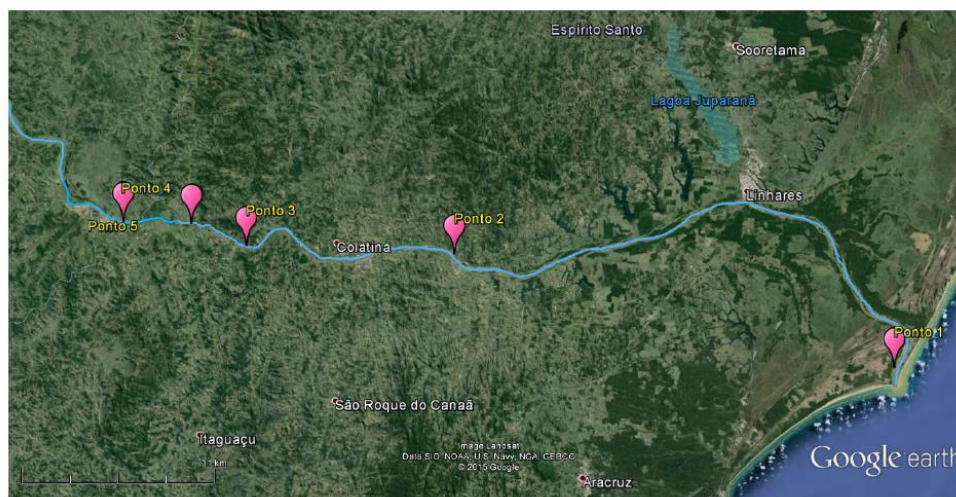 Espírito Santo
Sooretama
Lagoa Juparanã
Linhares
Ponto 4
Ponto 5
Ponto 3
Ponto 2
Colatina
Ponto 1
São Roque do Canaã
Itaguaçu
Image Landsat
Data SIO, NOAA, U.S. Navy, NGA, GEBCO
© 2015 Google
Google earth
km
Aracruz